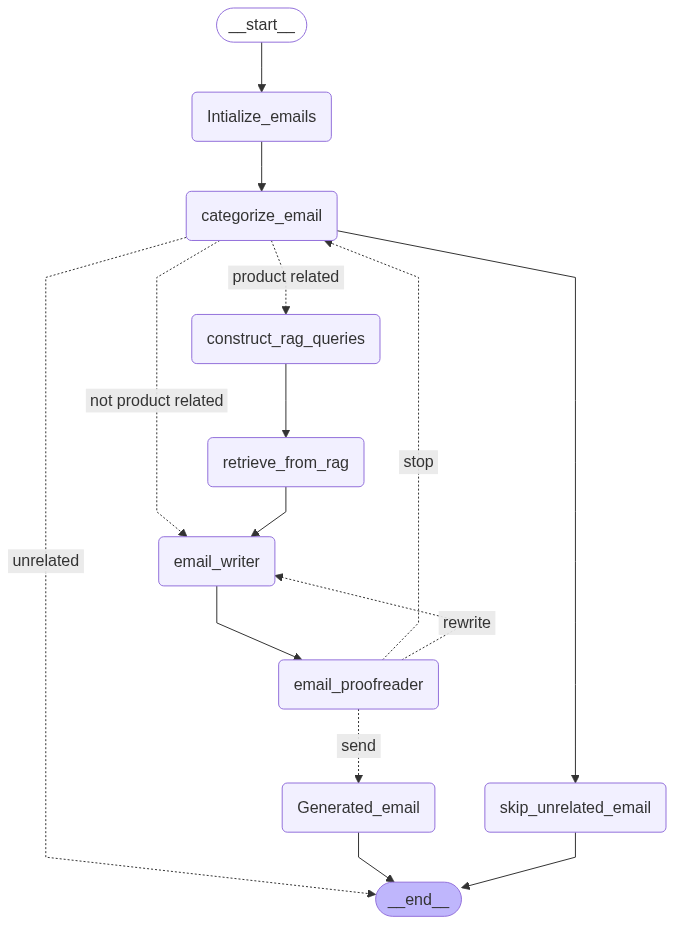 __start__
Intialize_emails
categorize_email
product related
construct_rag_queries
not product related
retrieve_from_rag
stop
unrelated
email_writer
rewrite
email_proofreader
send
Generated_email
skip_unrelated_email
__end__